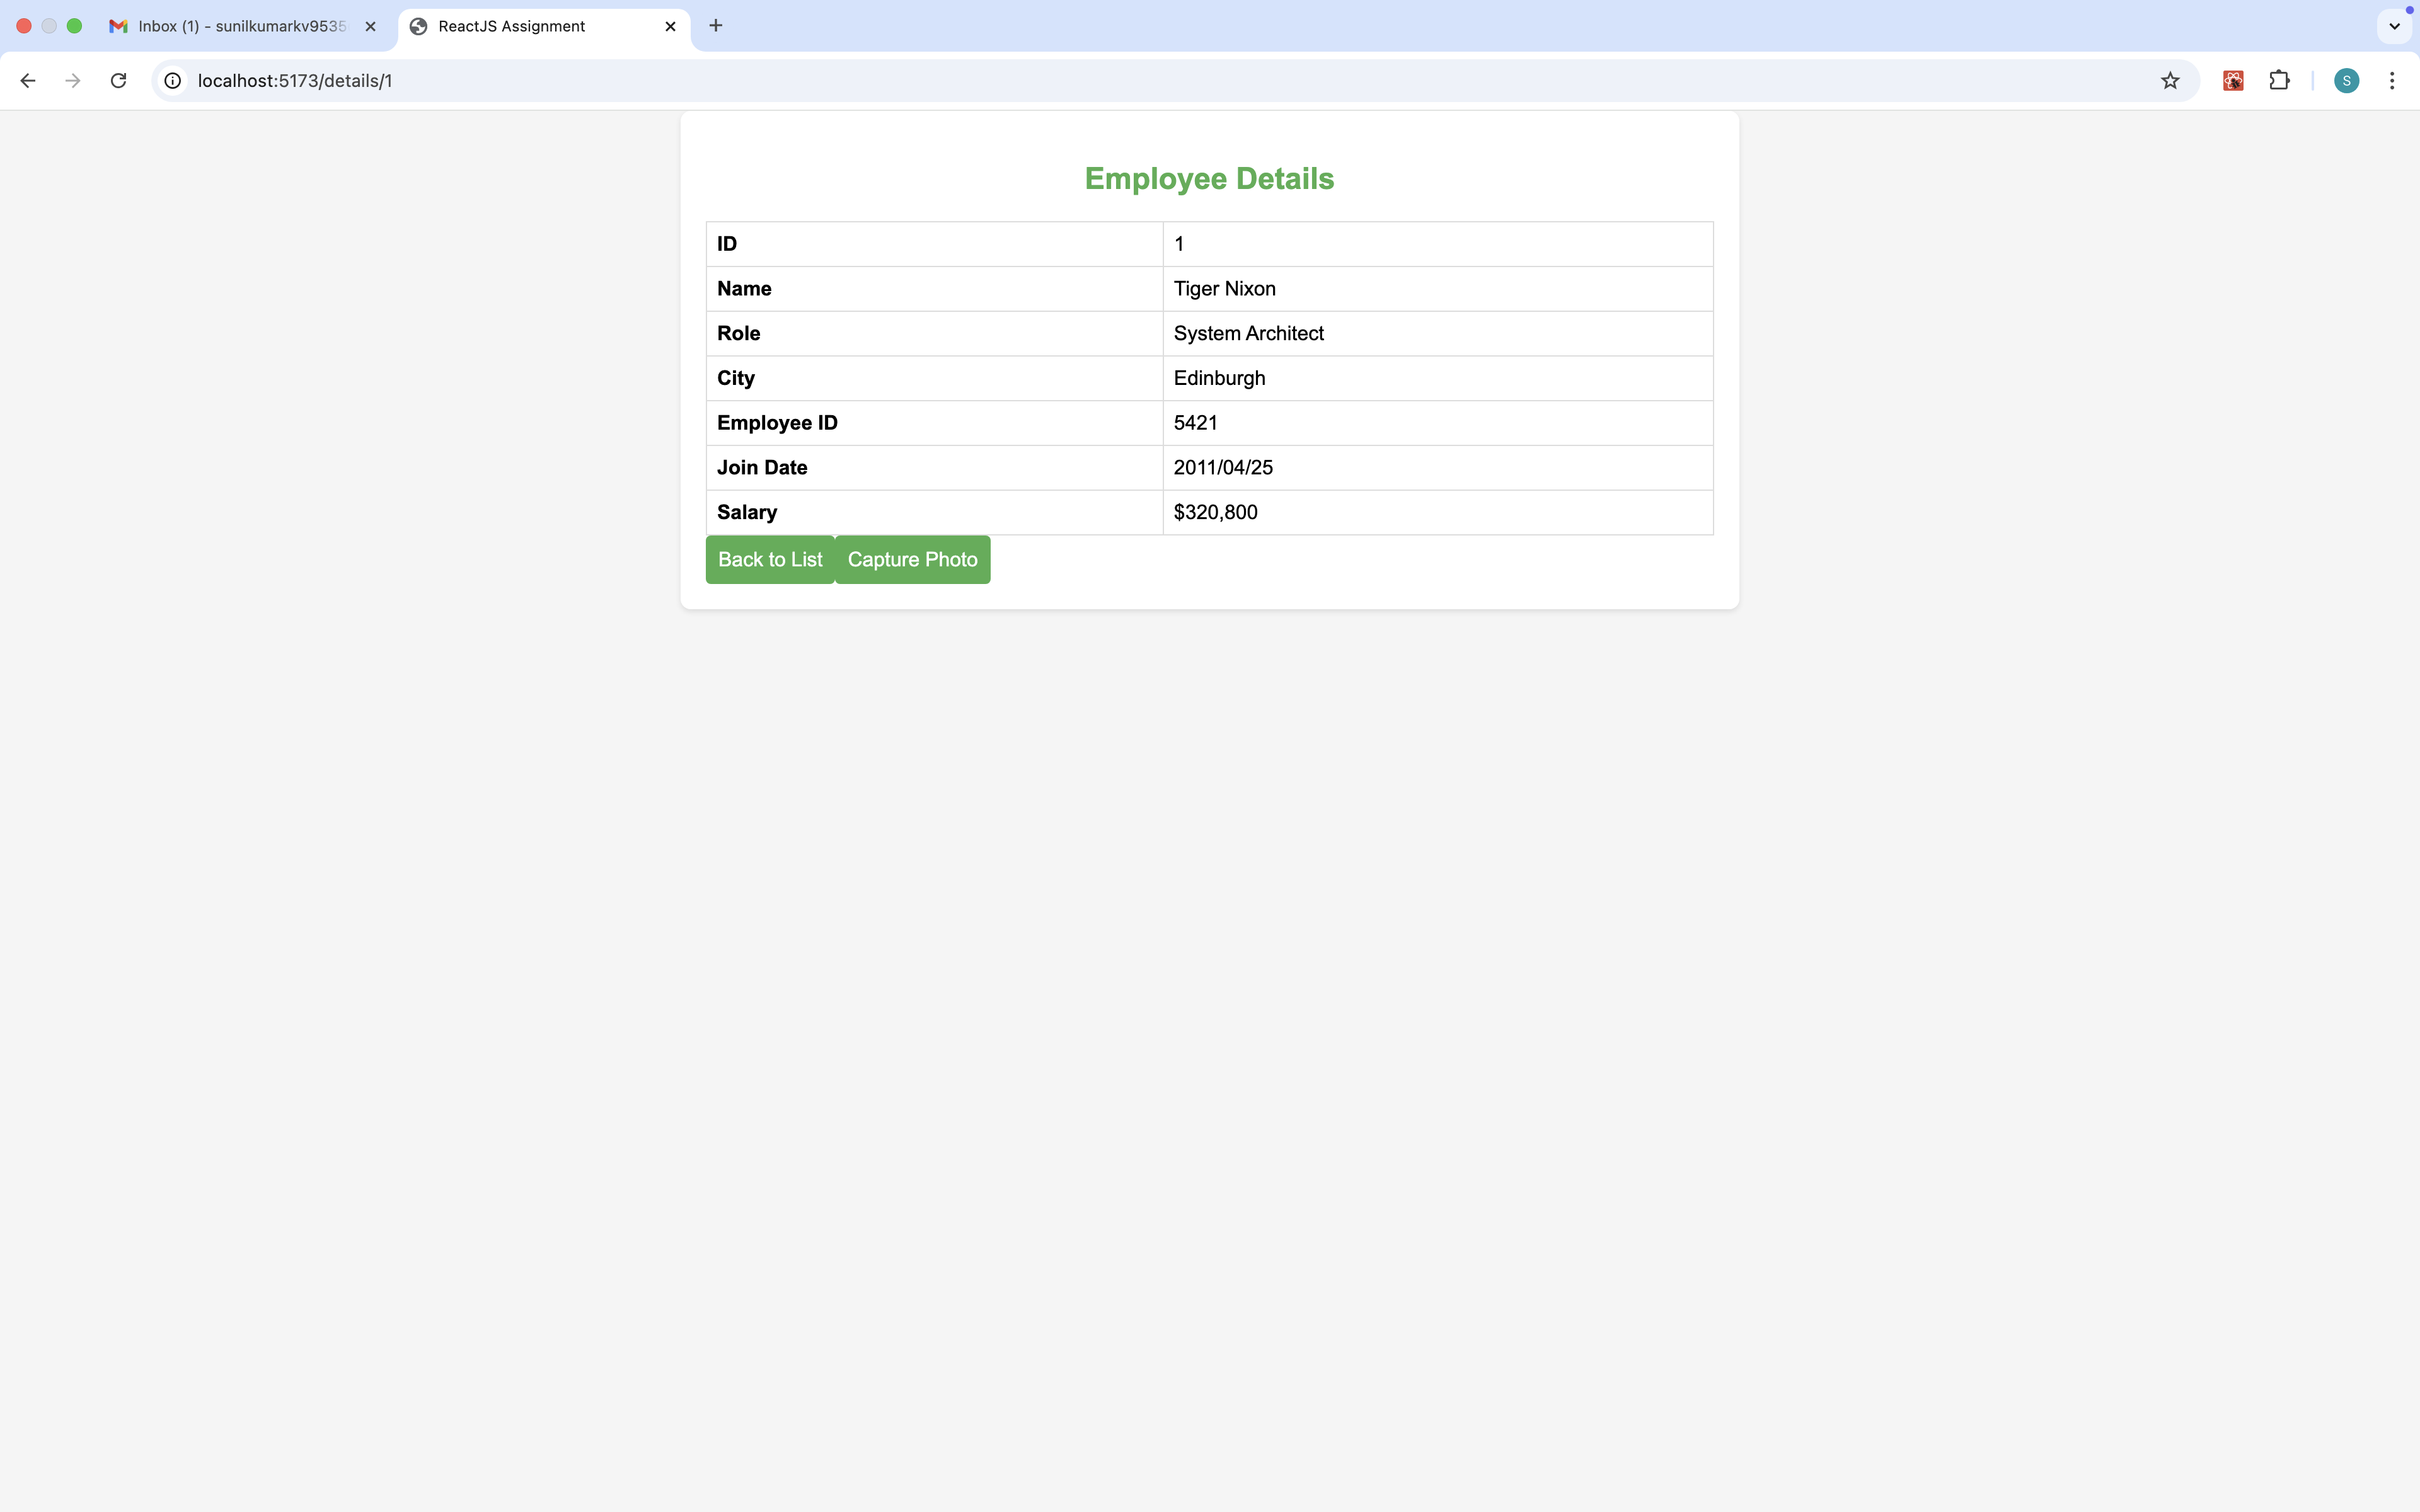 Inbox (1) - sunilkumarkv9535
ReactJS Assignment
localhost:5173/details/1
S
Employee Details
ID 1
Name Tiger Nixon
Role System Architect
City Edinburgh
Employee ID 5421
Join Date 2011/04/25
Salary $320,800
Back to List Capture Photo